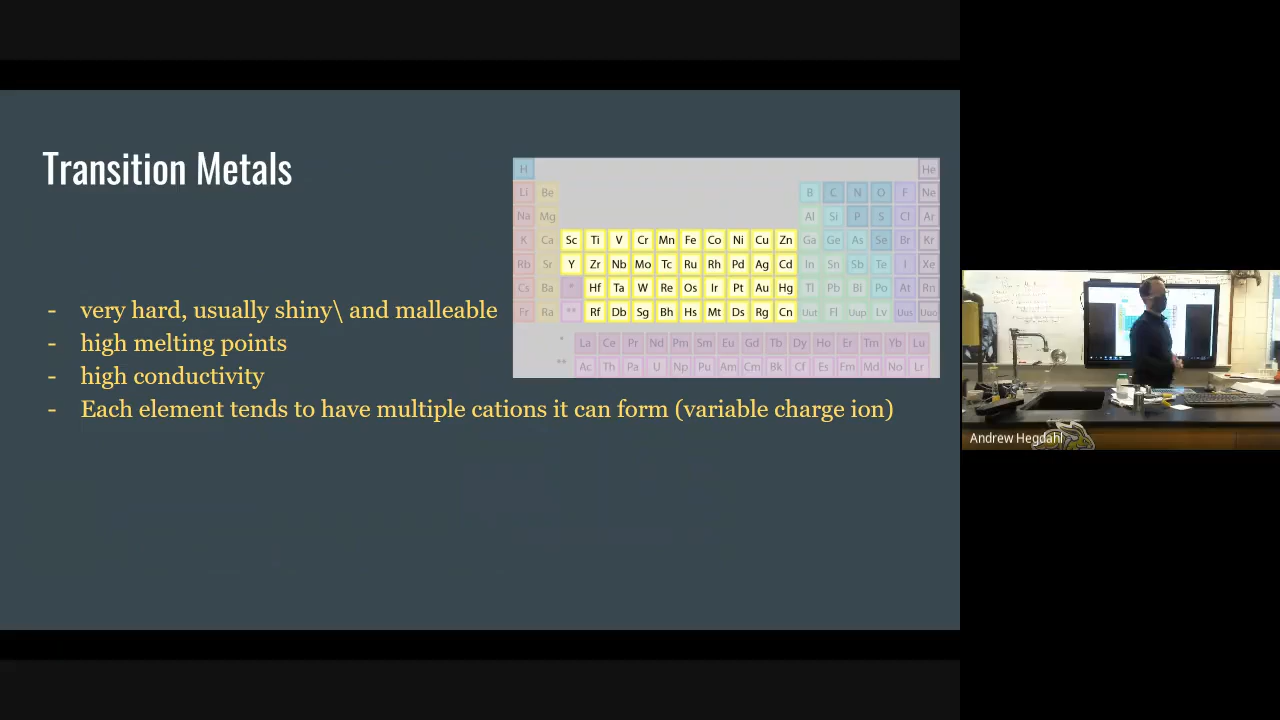 Transition Metals
H He
Li Be B C N O F Ne
Na Mg Al Si P S Cl Ar
K Ca Sc Ti V Cr Mn Fe Co Ni Cu Zn Ga Ge As Se Br Kr
Rb Sr Y Zr Nb Mo Tc Ru Rh Pd Ag Cd In Sn Sb Te I Xe
Cs Ba * Hf Ta W Re Os Ir Pt Au Hg Tl Pb Bi Po At Rn
Fr Ra ** Rf Db Sg Bh Hs Mt Ds Rg Cn Uut Fl Uup Lv Uus Uuo
* La Ce Pr Nd Pm Sm Eu Gd Tb Dy Ho Er Tm Yb Lu
** Ac Th Pa U Np Pu Am Cm Bk Cf Es Fm Md No Lr
- very hard, usually shiny\ and malleable
- high melting points
- high conductivity
- Each element tends to have multiple cations it can form (variable charge ion)
Andrew Hegdahl